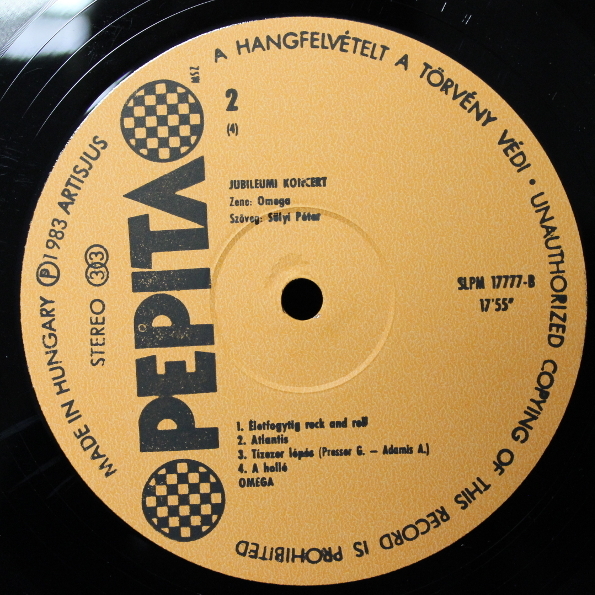 A HANGFELVÉTELT A TÖRVÉNY VÉDI • UNAUTHORIZED COPYING OF THIS RECORD IS PROHIBITED
MADE IN HUNGARY Ⓟ 1983 ARTISJUS
MSZ
PEPITA
STEREO 33
2
(4)
JUBILEUMI KONCERT
Zene: Omega
Szöveg: Sülyi Péter
SLPM 17777-B
17'55"
1. Életfogytig rock and roll
2. Atlantis
3. Tízezer lépés (Presser G. – Adamis A.)
4. A holló
OMEGA